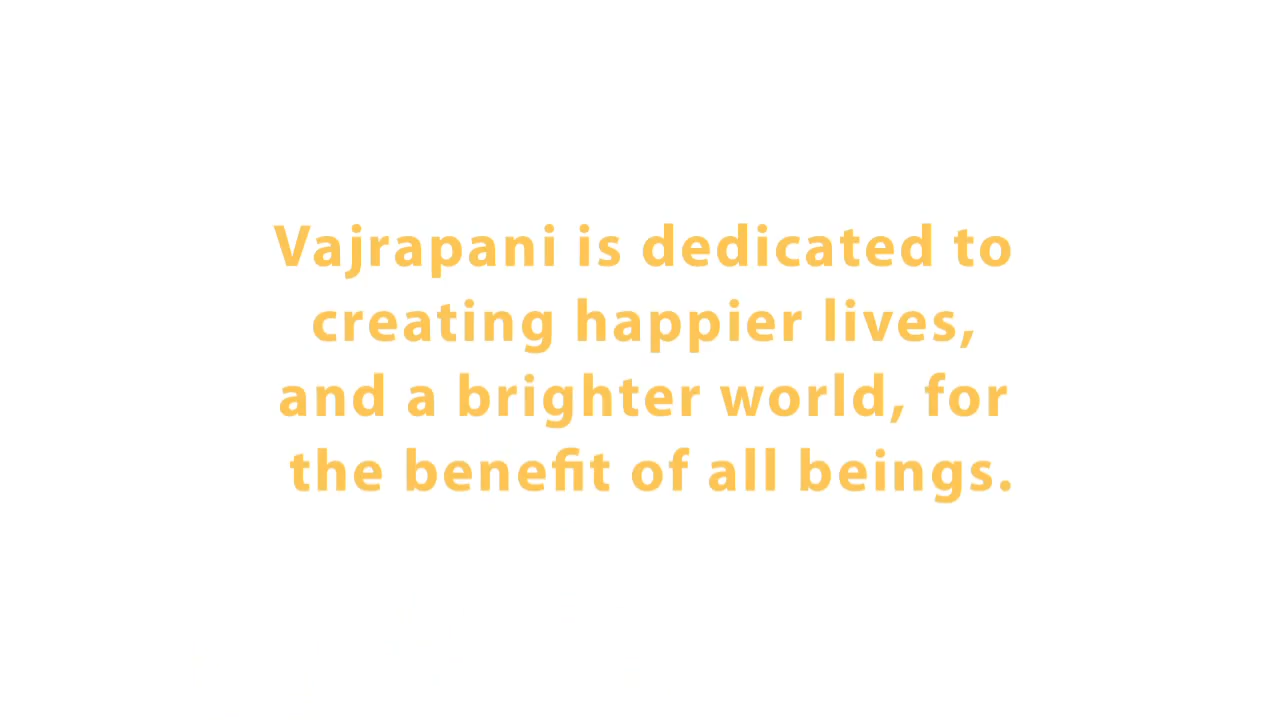 Vajrapani is dedicated to
creating happier lives,
and a brighter world, for
the benefit of all beings.